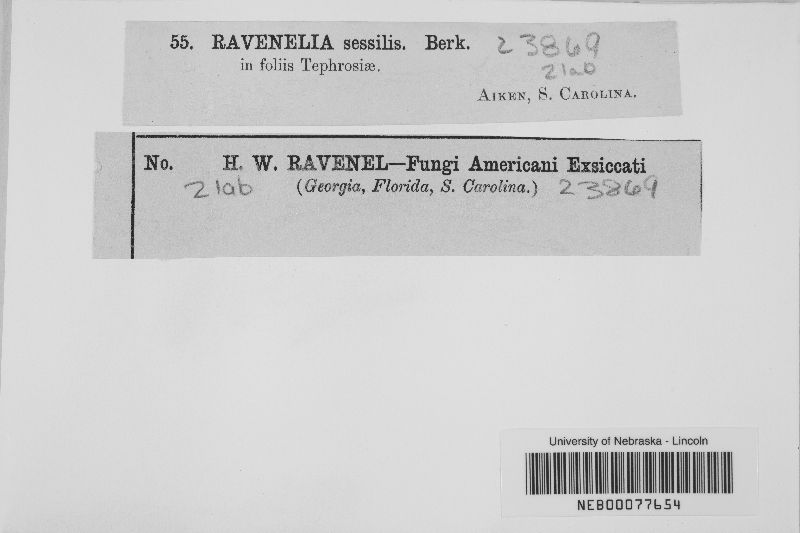 55. RAVENELIA sessilis. Berk. 23869
in foliis Tephrosiæ. 21ab
AIKEN, S. CAROLINA.
No. H. W. RAVENEL—Fungi Americani Exsiccati
21ab (Georgia, Florida, S. Carolina.) 23869
University of Nebraska - Lincoln
NEB00077654